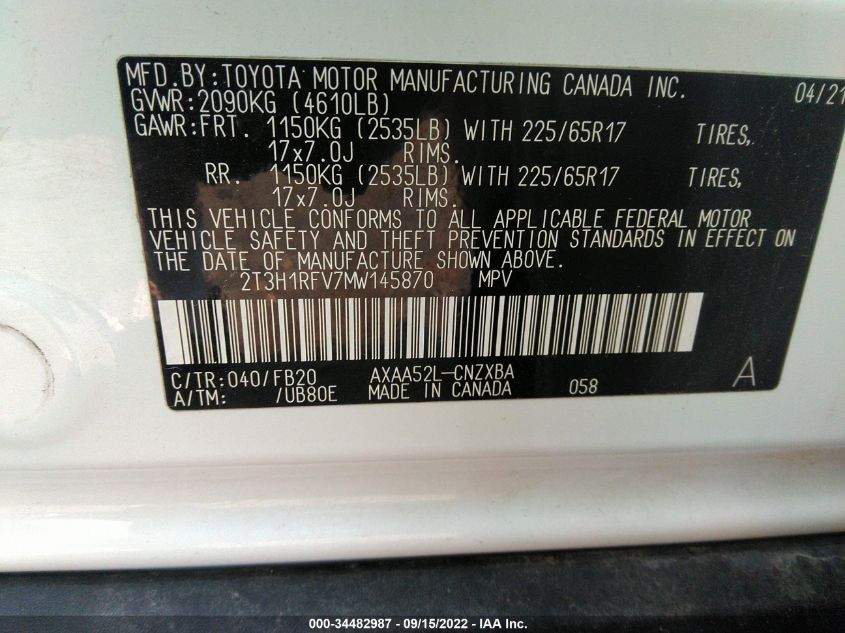 MFD.BY:TOYOTA MOTOR MANUFACTURING CANADA INC. 04/21
GVWR:2090KG (4610LB)
GAWR:FRT. 1150KG (2535LB) WITH 225/65R17 TIRES,
17x7.0J RIMS.
RR. 1150KG (2535LB) WITH 225/65R17 TIRES,
17x7.0J RIMS.
THIS VEHICLE CONFORMS TO ALL APPLICABLE FEDERAL MOTOR
VEHICLE SAFETY AND THEFT PREVENTION STANDARDS IN EFFECT ON
THE DATE OF MANUFACTURE SHOWN ABOVE.
2T3H1RFV7MW145870 MPV
C/TR:040/FB20 AXAA52L-CNZXBA A
A/TM: /UB80E MADE IN CANADA 058
000-34482987 - 09/15/2022 - IAA Inc.